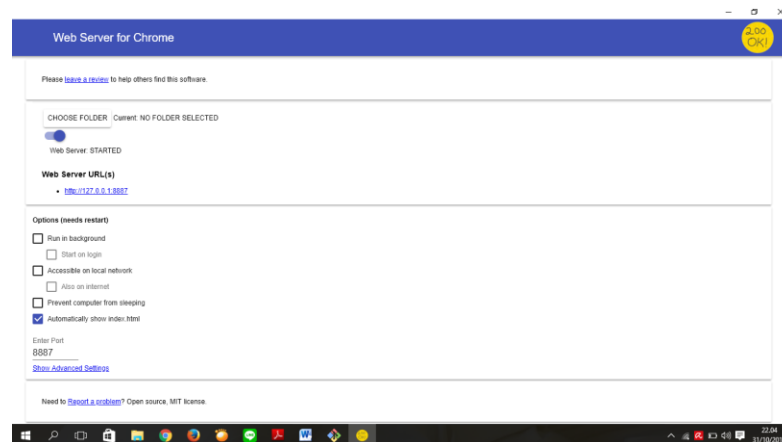 Web Server for Chrome
200
OK!
Please leave a review to help others find this software.
CHOOSE FOLDER Current: NO FOLDER SELECTED
Web Server: STARTED
Web Server URL(s)
http://127.0.0.1:8887
Options (needs restart)
Run in background
Start on login
Accessible on local network
Also on internet
Prevent computer from sleeping
Automatically show index.html
Enter Port
8887
Show Advanced Settings
Need to Report a problem? Open source, MIT license.
22.04